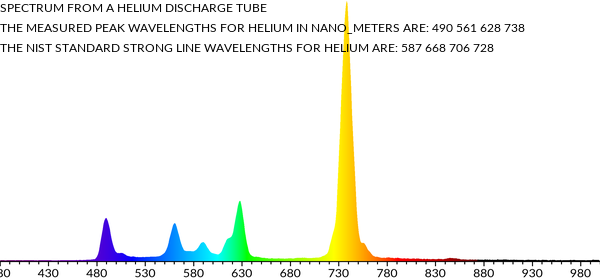 SPECTRUM FROM A HELIUM DISCHARGE TUBE
THE MEASURED PEAK WAVELENGTHS FOR HELIUM IN NANO_METERS ARE: 490 561 628 738
THE NIST STANDARD STRONG LINE WAVELENGTHS FOR HELIUM ARE: 587 668 706 728
430 480 530 580 630 680 730 780 830 880 930 980